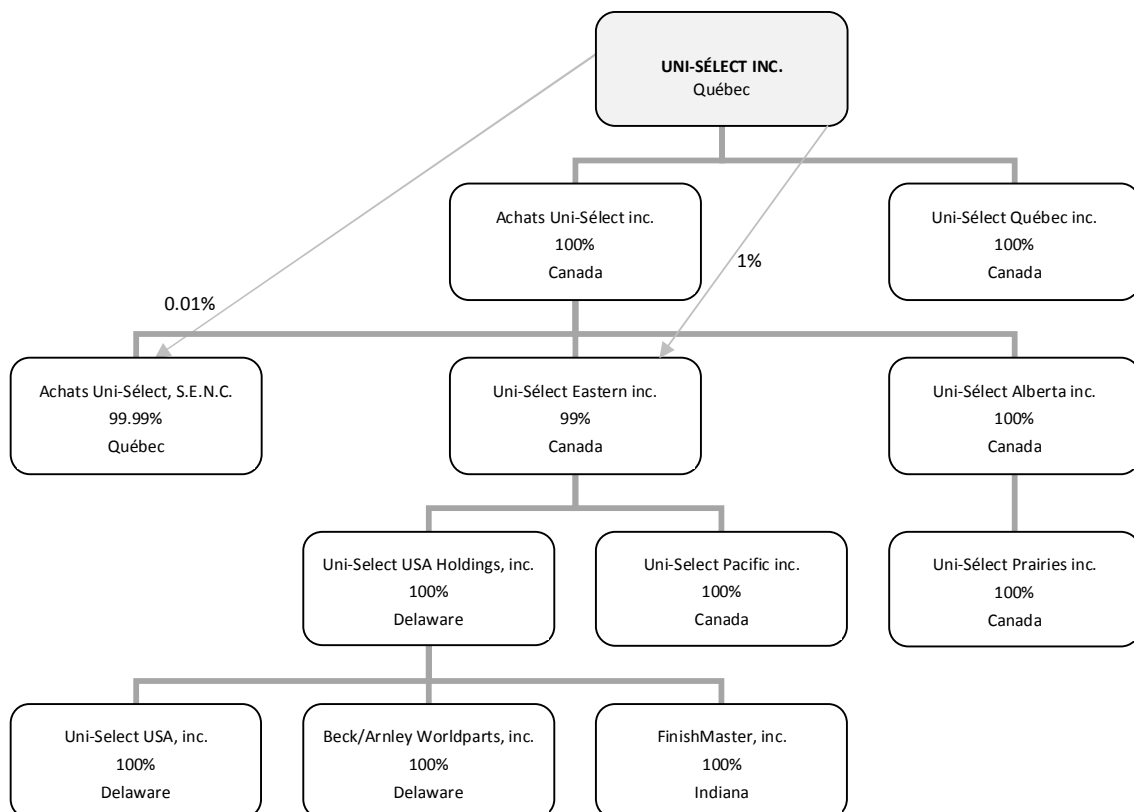 UNI-SÉLECT INC.
Québec
Achats Uni-Sélect inc.
100%
Canada
Uni-Sélect Québec inc.
100%
Canada
0.01%
1%
Achats Uni-Sélect, S.E.N.C.
99.99%
Québec
Uni-Sélect Eastern inc.
99%
Canada
Uni-Sélect Alberta inc.
100%
Canada
Uni-Select USA Holdings, inc.
100%
Delaware
Uni-Select Pacific inc.
100%
Canada
Uni-Sélect Prairies inc.
100%
Canada
Uni-Select USA, inc.
100%
Delaware
Beck/Arnley Worldparts, inc.
100%
Delaware
FinishMaster, inc.
100%
Indiana